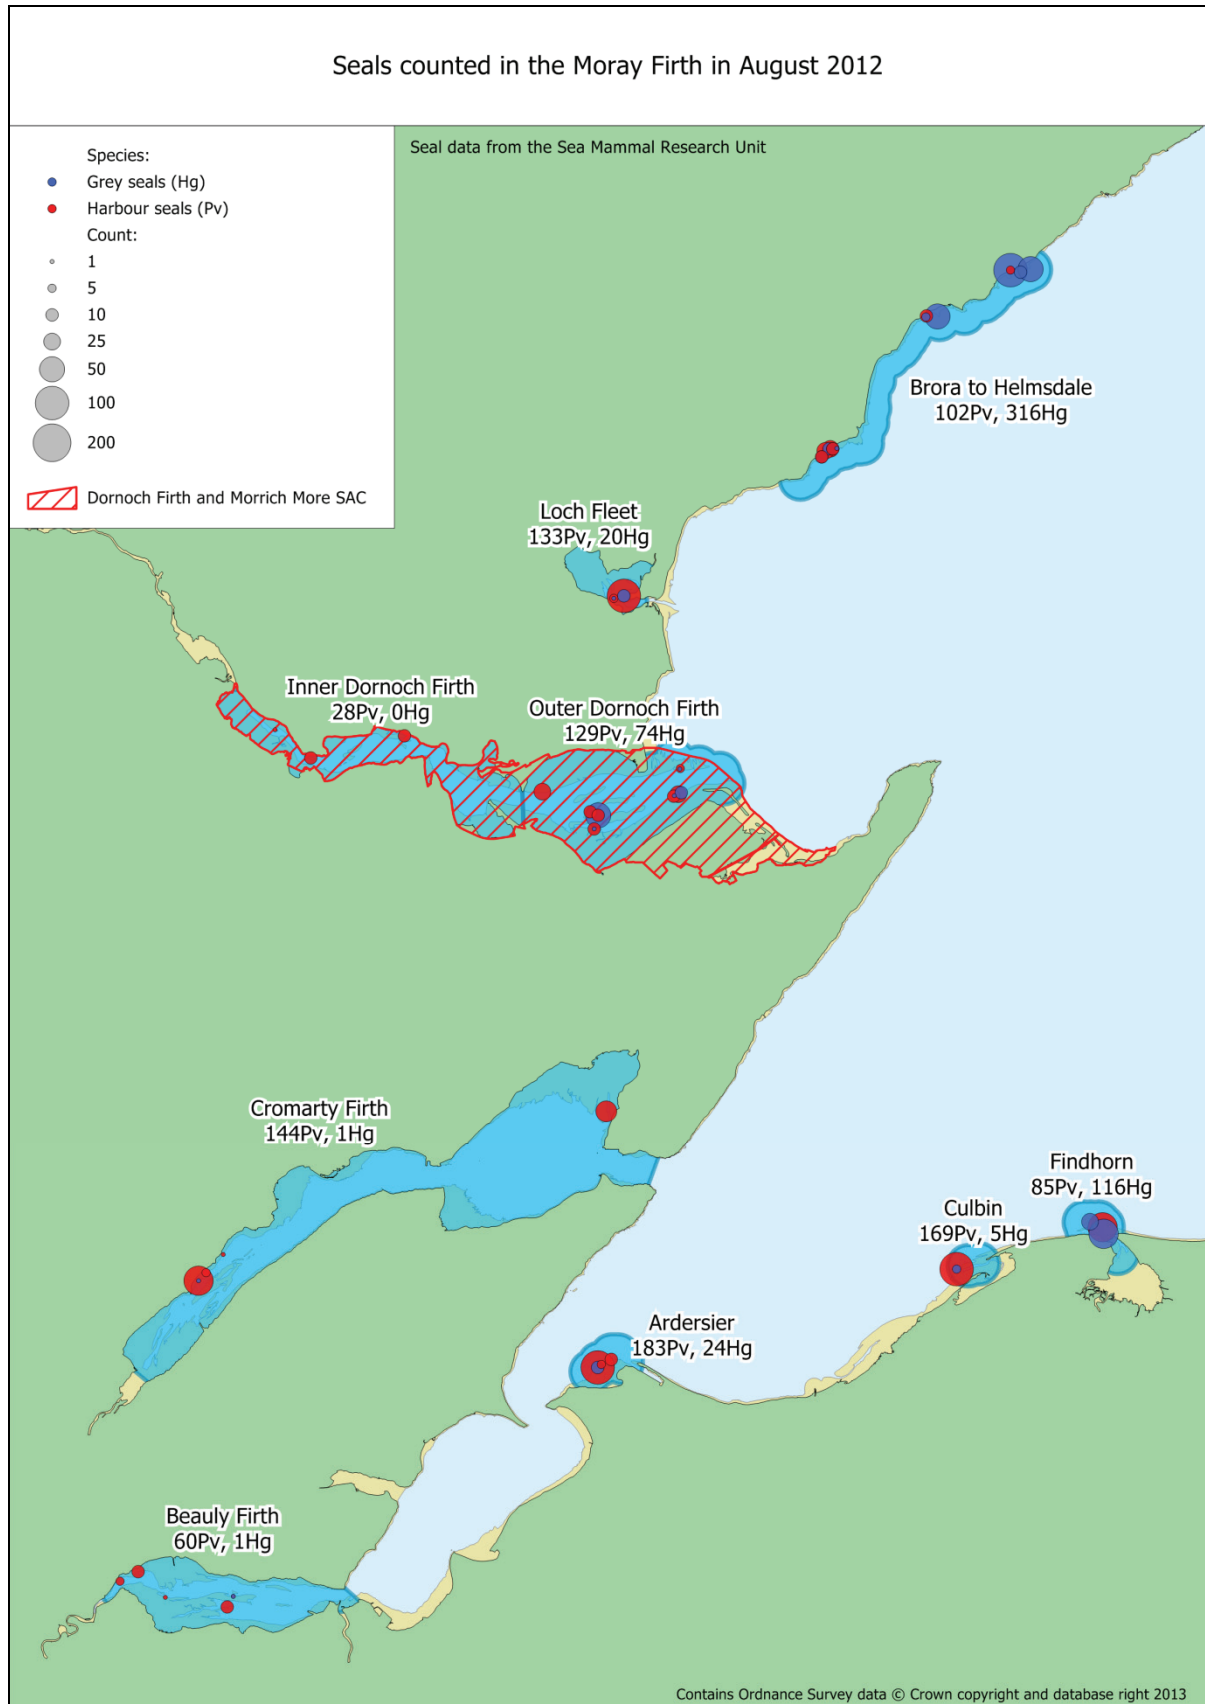 Seals counted in the Moray Firth in August 2012
Seal data from the Sea Mammal Research Unit
Species:
Grey seals (Hg)
Harbour seals (Pv)
Count:
1
5
10
25
50
100
200
Dornoch Firth and Morrich More SAC
Brora to Helmsdale
102Pv, 316Hg
Loch Fleet
133Pv, 20Hg
Inner Dornoch Firth
28Pv, 0Hg
Outer Dornoch Firth
129Pv, 74Hg
Cromarty Firth
144Pv, 1Hg
Findhorn
85Pv, 116Hg
Culbin
169Pv, 5Hg
Ardersier
183Pv, 24Hg
Beauly Firth
60Pv, 1Hg
Contains Ordnance Survey data © Crown copyright and database right 2013